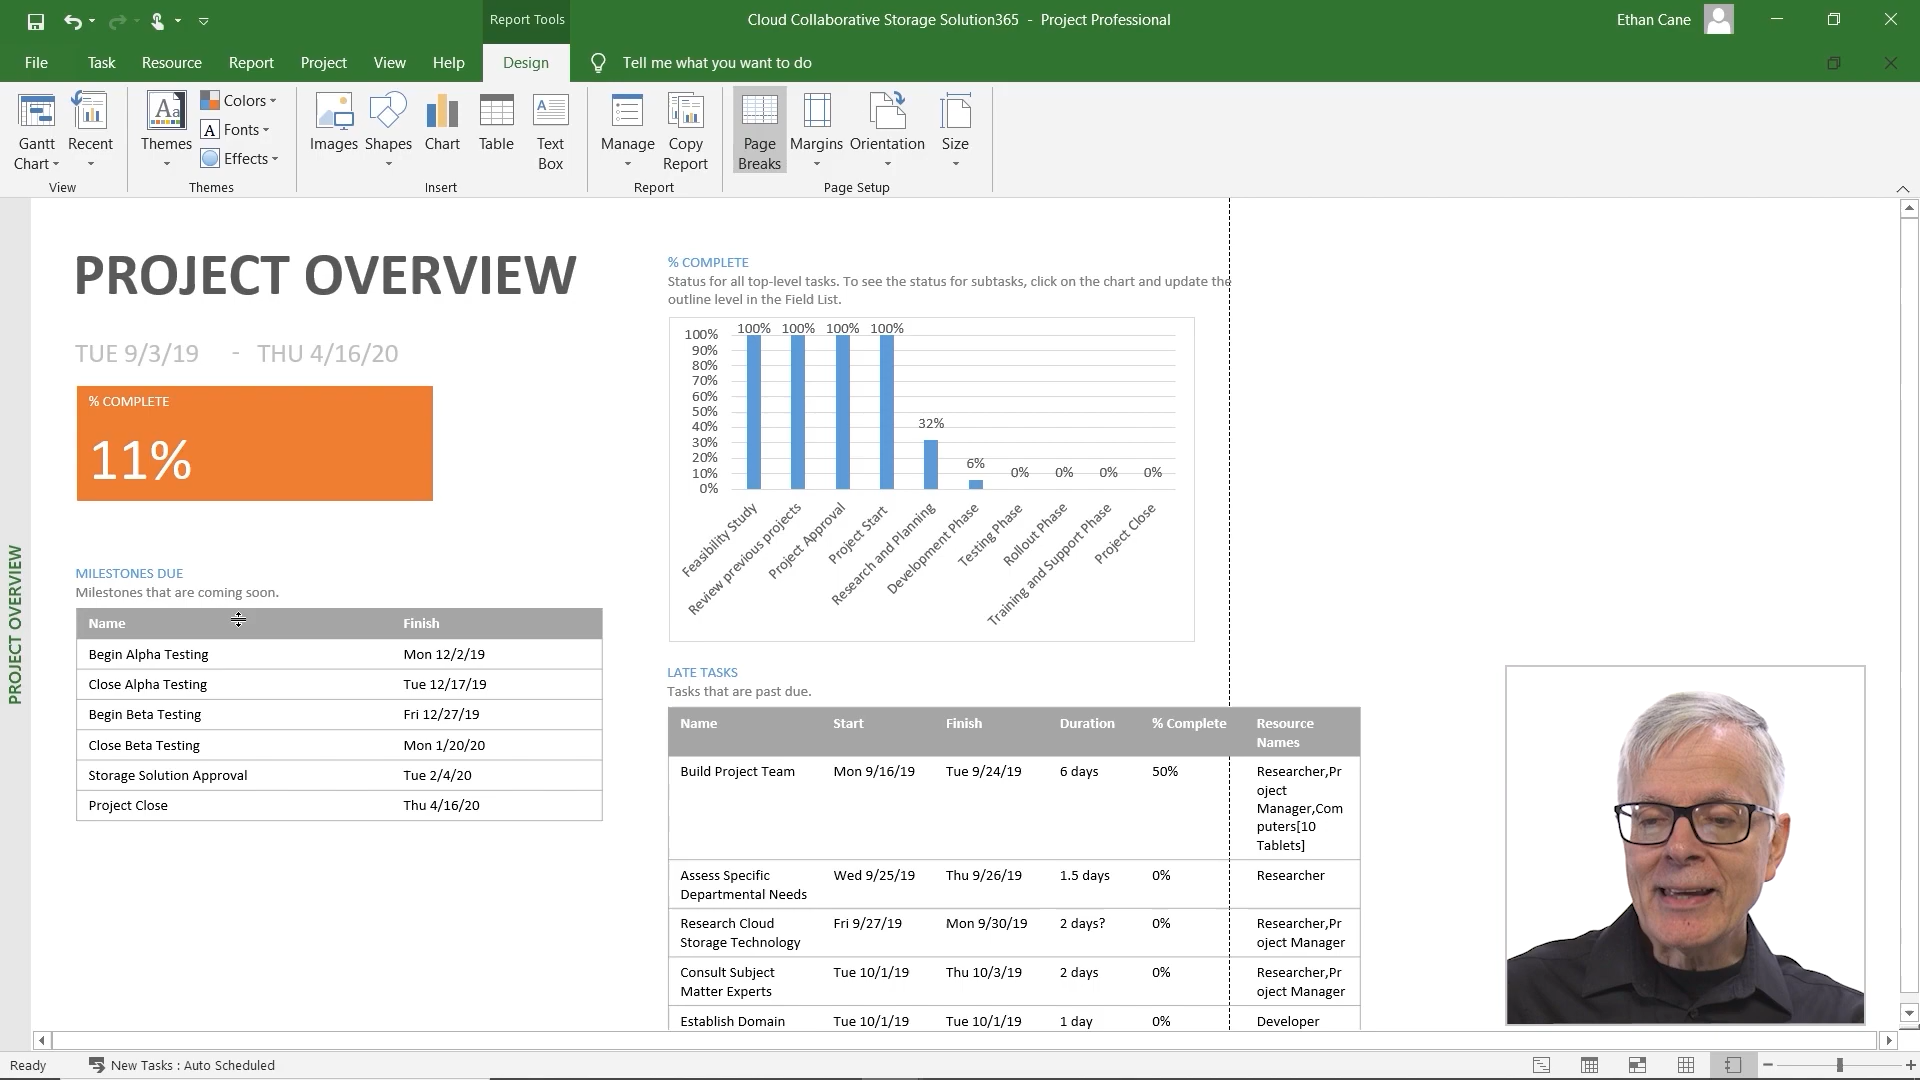 Report Tools
Cloud Collaborative Storage Solution365 - Project Professional
Ethan Cane
File
Task
Resource
Report
Project
View
Help
Design
Tell me what you want to do
Gantt
Chart
Recent
View
Aa
Themes
Colors
A Fonts
Effects
Themes
Images
Shapes
Chart
Table
Text
Box
Insert
Manage
Copy
Report
Report
Page
Breaks
Margins
Orientation
Size
Page Setup
PROJECT OVERVIEW
PROJECT OVERVIEW
TUE 9/3/19 - THU 4/16/20
% COMPLETE
11%
MILESTONES DUE
Milestones that are coming soon.
Name Finish
Begin Alpha Testing Mon 12/2/19
Close Alpha Testing Tue 12/17/19
Begin Beta Testing Fri 12/27/19
Close Beta Testing Mon 1/20/20
Storage Solution Approval Tue 2/4/20
Project Close Thu 4/16/20
% COMPLETE
Status for all top-level tasks. To see the status for subtasks, click on the chart and update the
outline level in the Field List.
100%
90%
80%
70%
60%
50%
40%
30%
20%
10%
0%
100% 100% 100% 100% 32% 6% 0% 0% 0% 0%
Feasibility Study
Review previous projects
Project Approval
Project Start
Research and Planning
Development Phase
Testing Phase
Rollout Phase
Training and Support Phase
Project Close
LATE TASKS
Tasks that are past due.
Name Start Finish Duration % Complete Resource
Names
Build Project Team Mon 9/16/19 Tue 9/24/19 6 days 50% Researcher,Pr
oject
Manager,Com
puters[10
Tablets]
Assess Specific Wed 9/25/19 Thu 9/26/19 1.5 days 0% Researcher
Departmental Needs
Research Cloud Fri 9/27/19 Mon 9/30/19 2 days? 0% Researcher,Pr
Storage Technology oject Manager
Consult Subject Tue 10/1/19 Thu 10/3/19 2 days 0% Researcher,Pr
Matter Experts oject Manager
Establish Domain Tue 10/1/19 Tue 10/1/19 1 day 0% Developer
Ready
New Tasks : Auto Scheduled